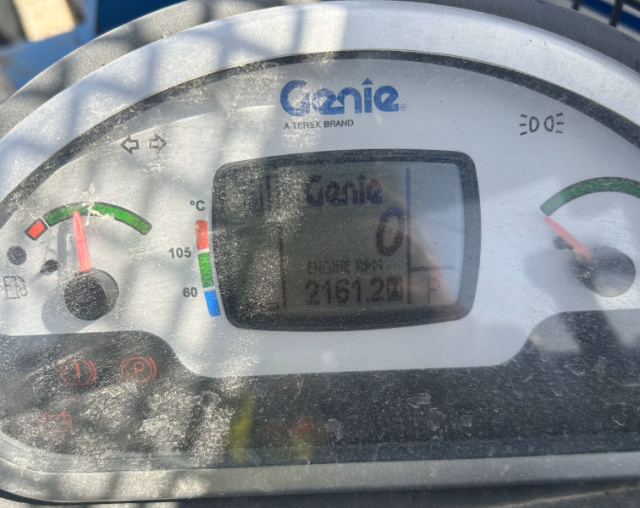 Genie®
A TEREX BRAND
Genie
0
°C
105
60
ENGINE RPM
2161.2
P
P